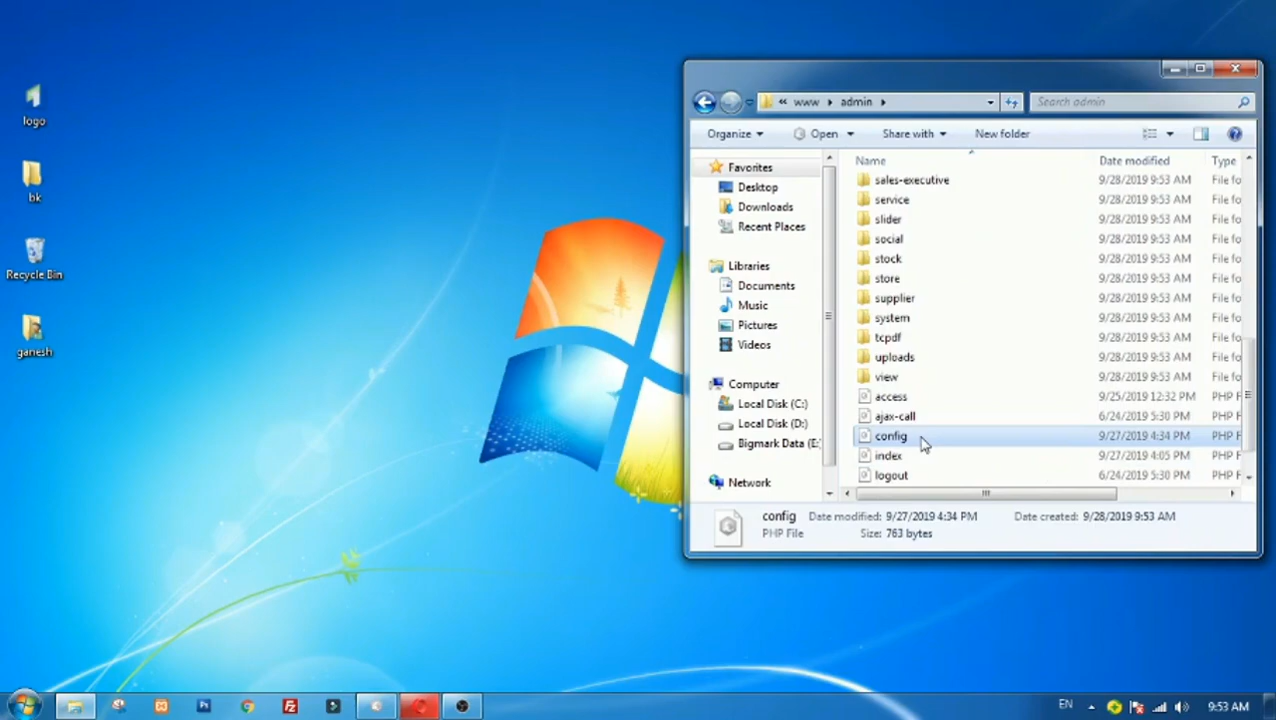 logo
bk
Recycle Bin
ganesh
« www ▸ admin ▸
Search admin
Organize Open Share with New folder
Name Date modified Type
Favorites
Desktop
Downloads
Recent Places
Libraries
Documents
Music
Pictures
Videos
Computer
Local Disk (C:)
Local Disk (D:)
Bigmark Data (E:
Network
sales-executive 9/28/2019 9:53 AM File fo
service 9/28/2019 9:53 AM File fo
slider 9/28/2019 9:53 AM File fo
social 9/28/2019 9:53 AM File fo
stock 9/28/2019 9:53 AM File fo
store 9/28/2019 9:53 AM File fo
supplier 9/28/2019 9:53 AM File fo
system 9/28/2019 9:53 AM File fo
tcpdf 9/28/2019 9:53 AM File fo
uploads 9/28/2019 9:53 AM File fo
view 9/28/2019 9:53 AM File fo
access 9/25/2019 12:32 PM PHP F
ajax-call 6/24/2019 5:30 PM PHP F
config 9/27/2019 4:34 PM PHP F
index 9/27/2019 4:05 PM PHP F
logout 6/24/2019 5:30 PM PHP F
config Date modified: 9/27/2019 4:34 PM Date created: 9/28/2019 9:53 AM
PHP File Size: 763 bytes
Ps Fz EN 9:53 AM